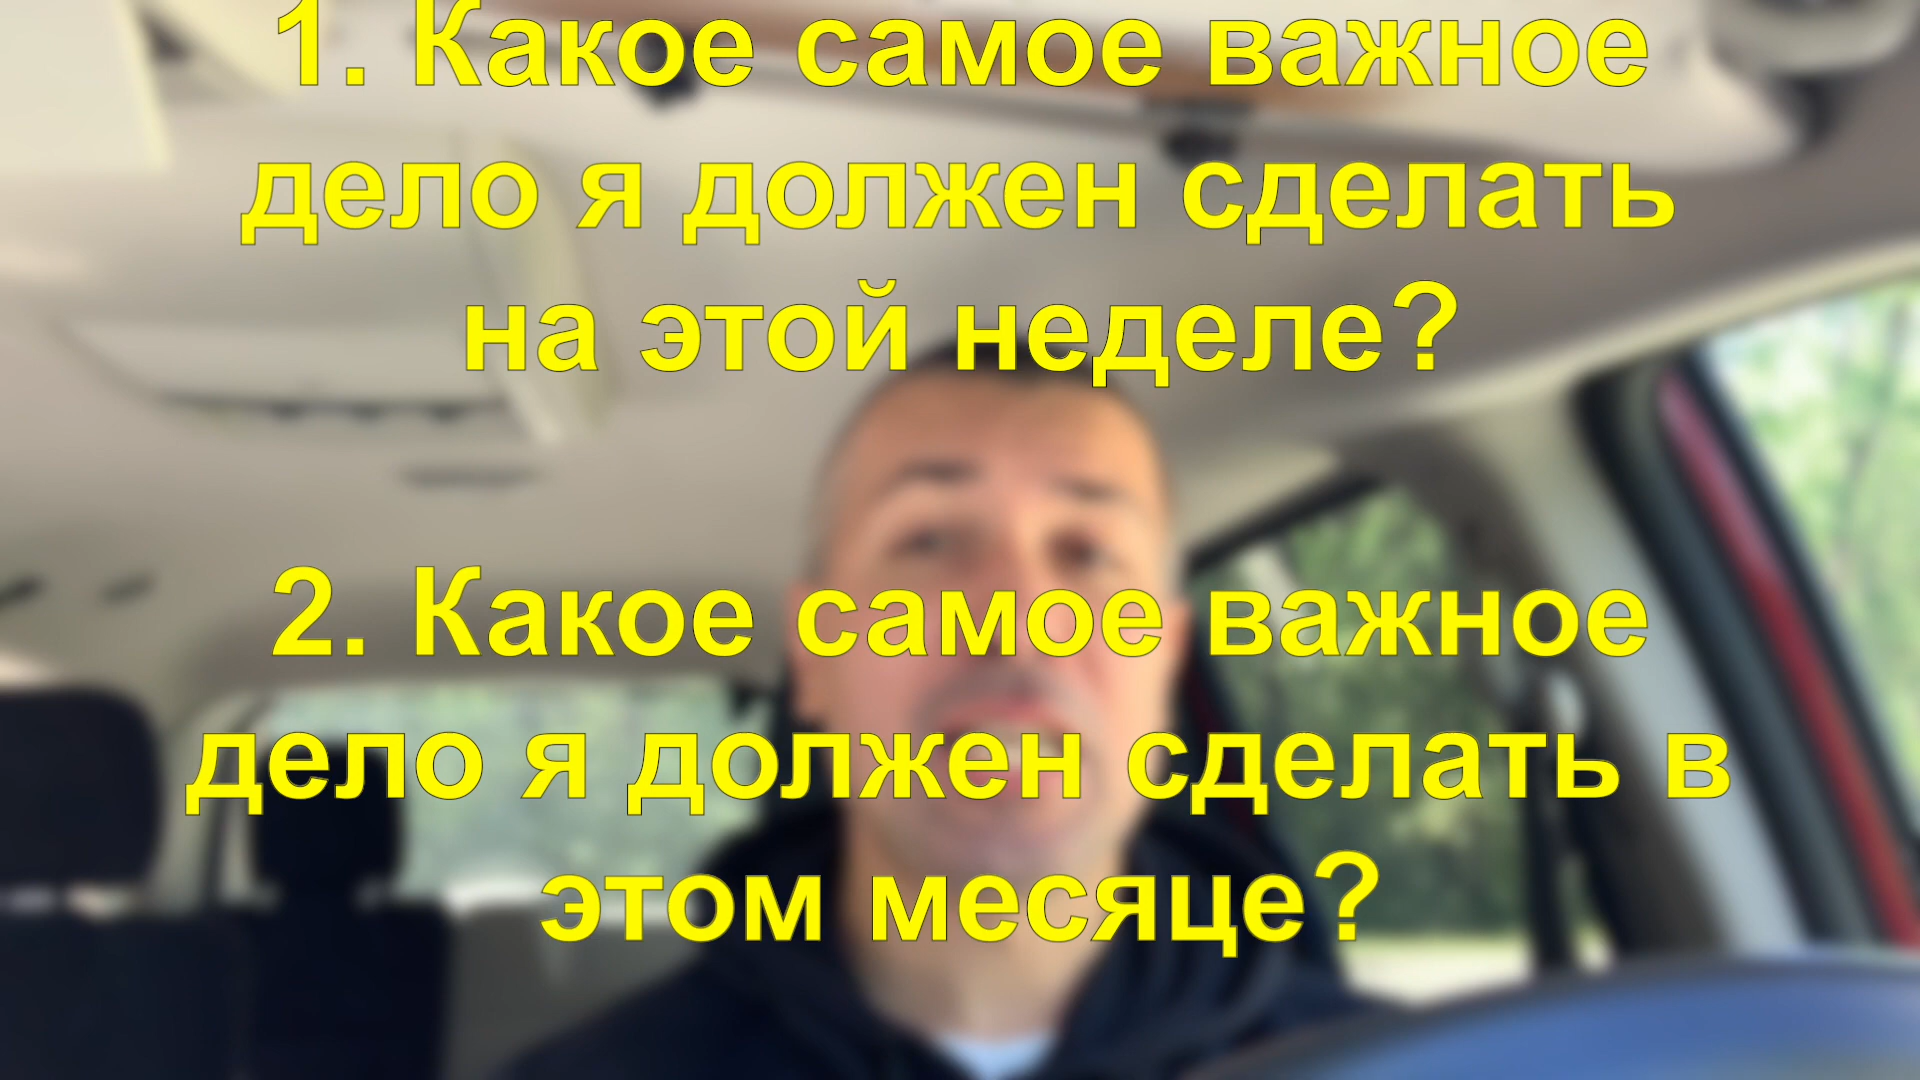 1. Какое самое важное
дело я должен сделать
на этой неделе?
2. Какое самое важное
дело я должен сделать в
этом месяце?